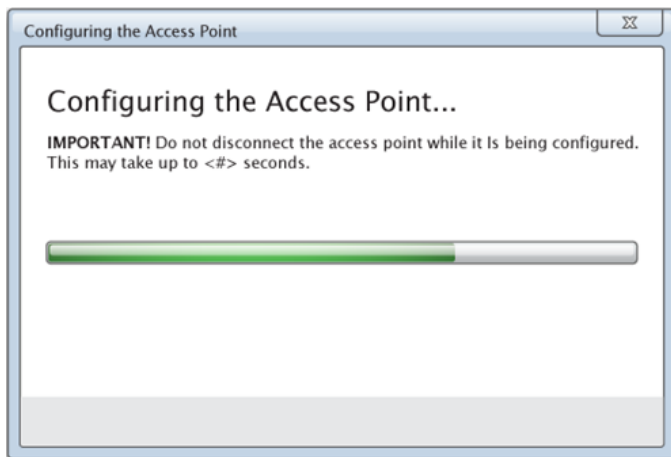 Configuring the Access Point
X
Configuring the Access Point...
IMPORTANT! Do not disconnect the access point while it Is being configured.
This may take up to <#> seconds.